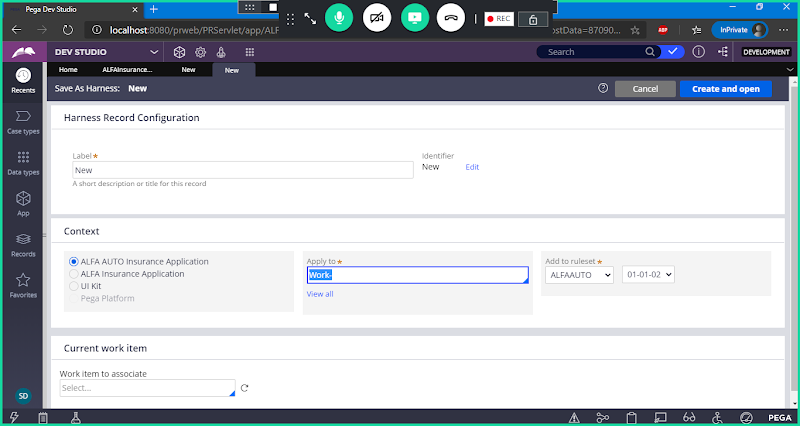 Pega Dev Studio
localhost:8080/prweb/PRServlet/app/ALF
ostData=87090...
ABP
InPrivate
REC
DEV STUDIO
Search
DEVELOPMENT
Home
ALFAInsurance...
New
New
Recents
Save As Harness: New
Cancel
Create and open
Harness Record Configuration
Case types
Label *
Identifier
New
New
Edit
Data types
A short description or title for this record
App
Context
Records
ALFA AUTO Insurance Application
Apply to *
Add to ruleset *
ALFA Insurance Application
Work-
ALFAAUTO
01-01-02
UI Kit
View all
Favorites
Pega Platform
Current work item
Work item to associate
Select...
SD
PEGA